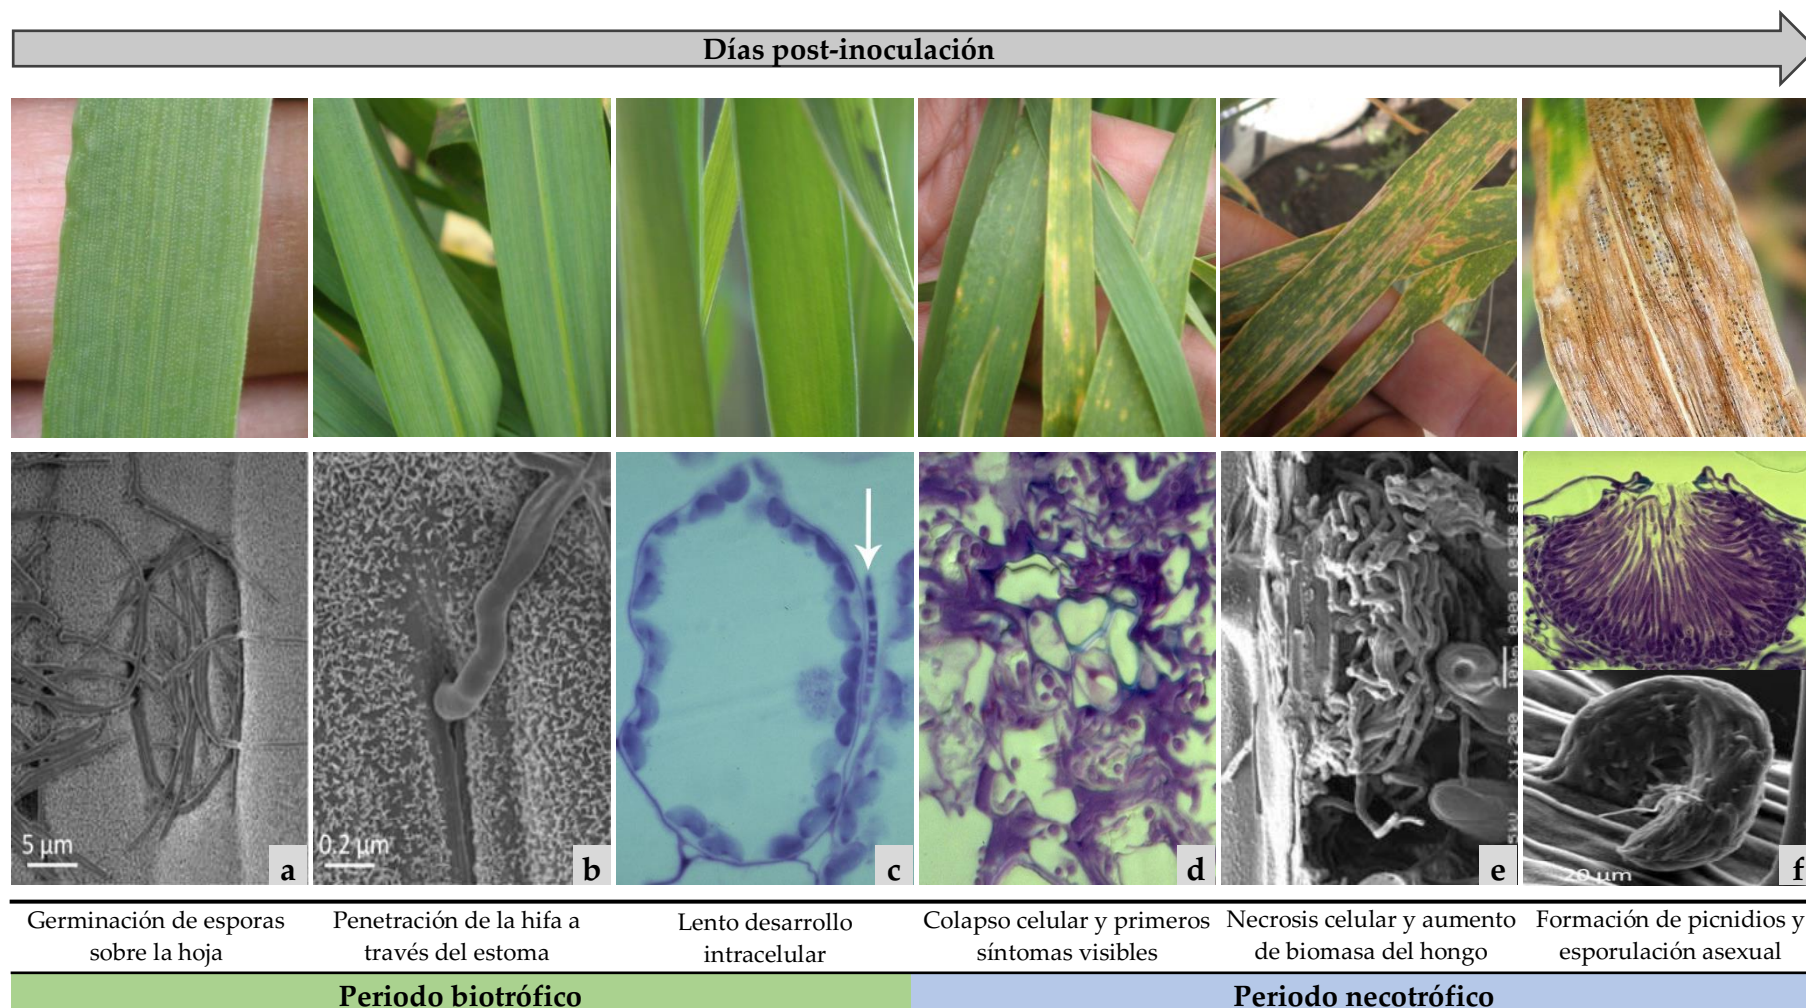 Días post-inoculación
5 µm
a
0.2 µm
b
c
d
e
20 µm
f
Germinación de esporas
sobre la hoja
Penetración de la hifa a
través del estoma
Lento desarrollo
intracelular
Colapso celular y primeros
síntomas visibles
Necrosis celular y aumento
de biomasa del hongo
Formación de picnidios y
esporulación asexual
Periodo biotrófico
Periodo necotrófico